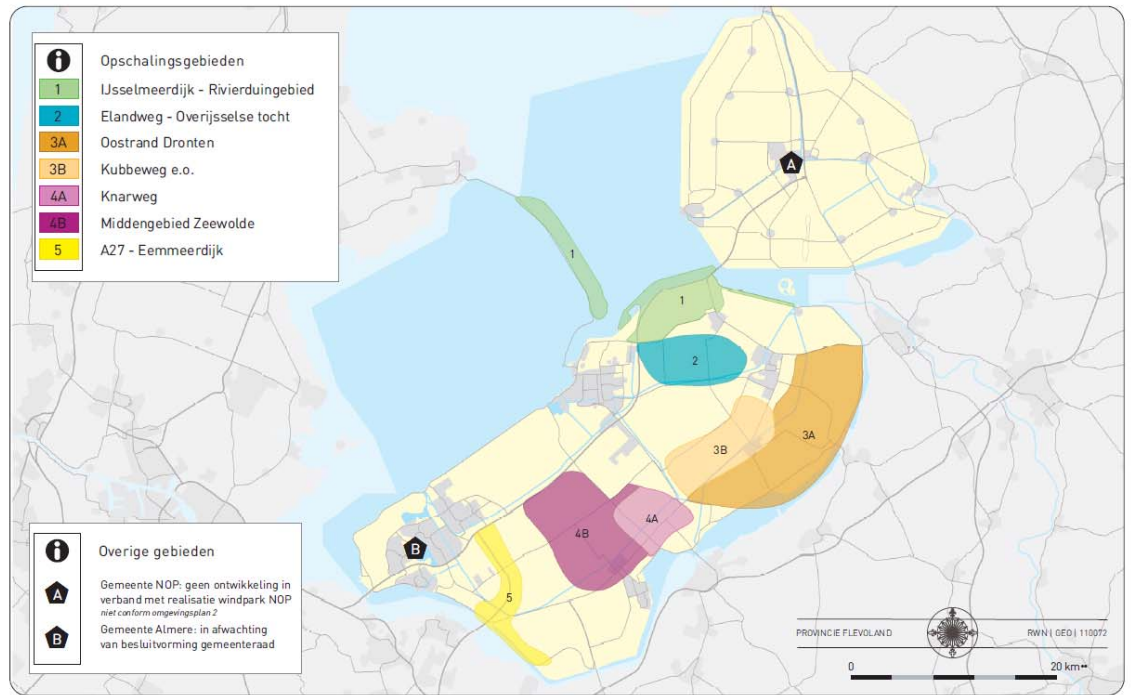 Opschalingsgebieden
1 IJsselmeerdijk - Rivierduingebied
2 Elandweg - Overijsselse tocht
3A Oostrand Dronten
3B Kubbeweg e.o.
4A Knarweg
4B Middengebied Zeewolde
5 A27 - Eemmeerdijk
A
1
1
2
3A
3B
4A
4B
B
5
Overige gebieden
A Gemeente NOP: geen ontwikkeling in
verband met realisatie windpark NOP
niet conform omgevingsplan 2
B Gemeente Almere: in afwachting
van besluitvorming gemeenteraad
PROVINCIE FLEVOLAND
RWN | GEO | 110072
0 20 km